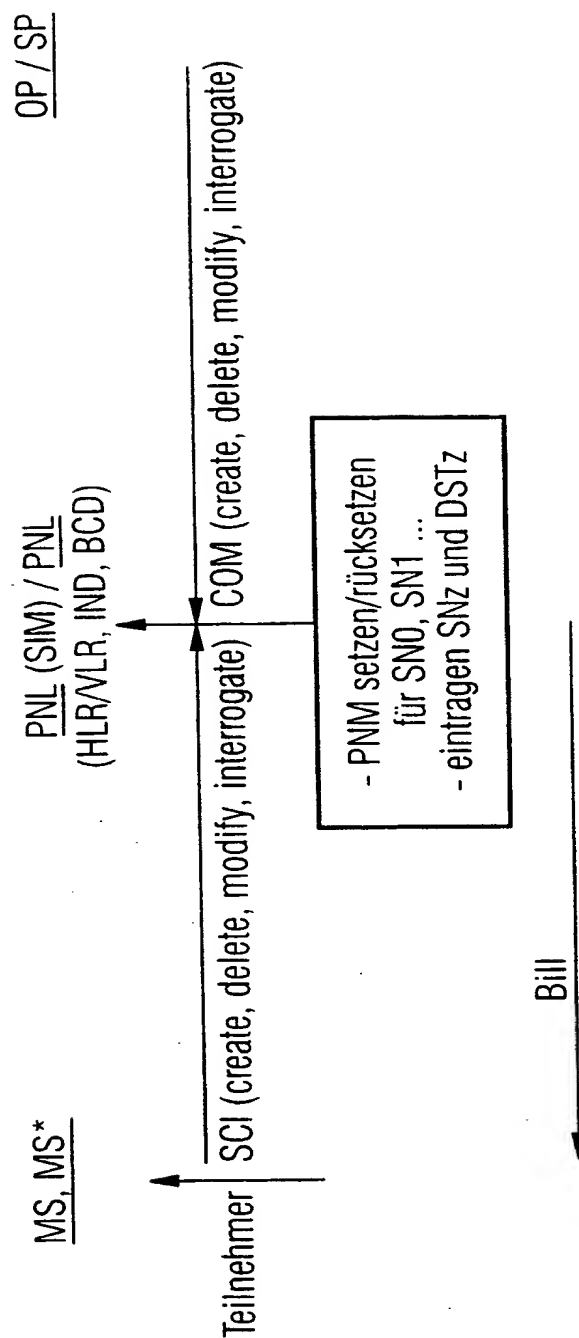 MS, MS*
PNL (SIM) / PNL
(HLR/VLR, IND, BCD)
OP / SP
Teilnehmer
SCI (create, delete, modify, interrogate)
COM (create, delete, modify, interrogate)
- PNM setzen/rücksetzen
für SN0, SN1 ...
- eintragen SNz und DSTz
Bill